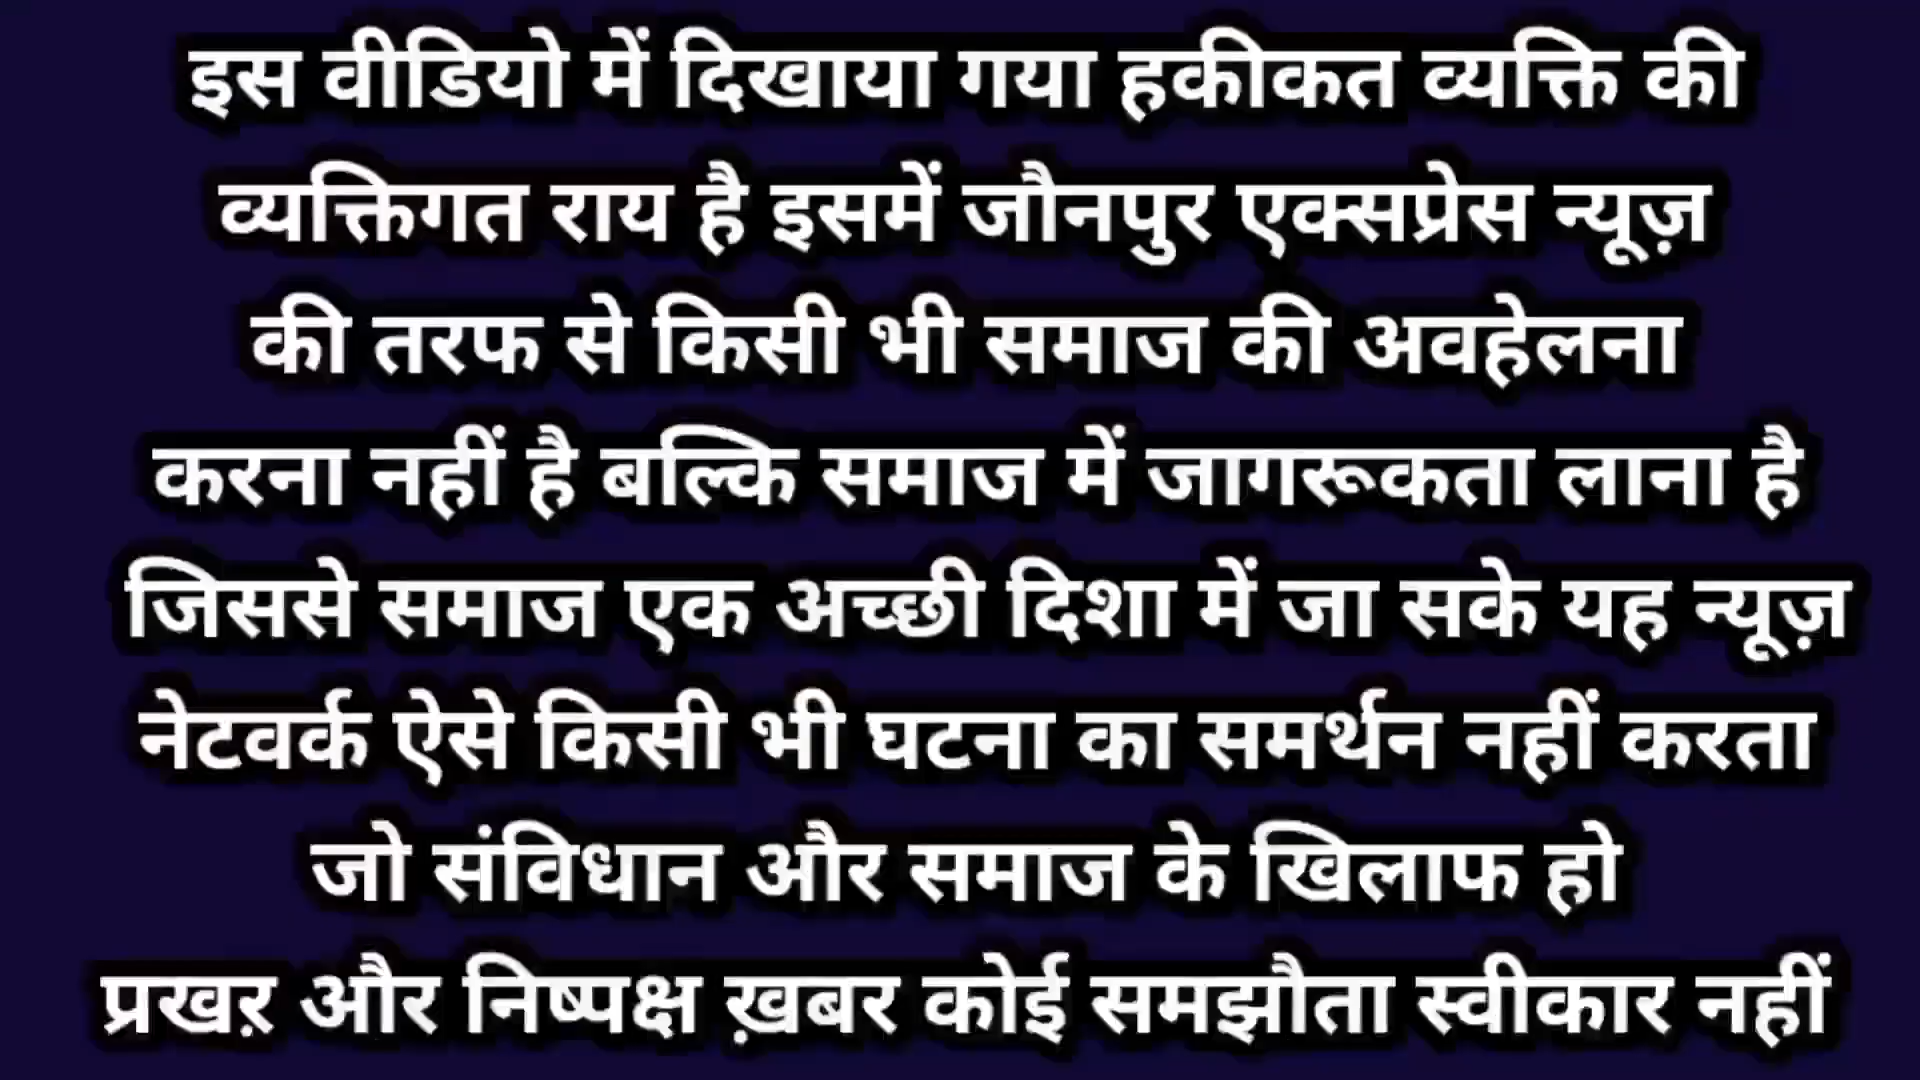 इस वीडियो में दिखाया गया हकीकत व्यक्ति की
व्यक्तिगत राय है इसमें जौनपुर एक्सप्रेस न्यूज़
की तरफ से किसी भी समाज की अवहेलना
करना नहीं है बल्कि समाज में जागरूकता लाना है
जिससे समाज एक अच्छी दिशा में जा सके यह न्यूज़
नेटवर्क ऐसे किसी भी घटना का समर्थन नहीं करता
जो संविधान और समाज के खिलाफ हो
प्रखऱ और निष्पक्ष ख़बर कोई समझौता स्वीकार नहीं